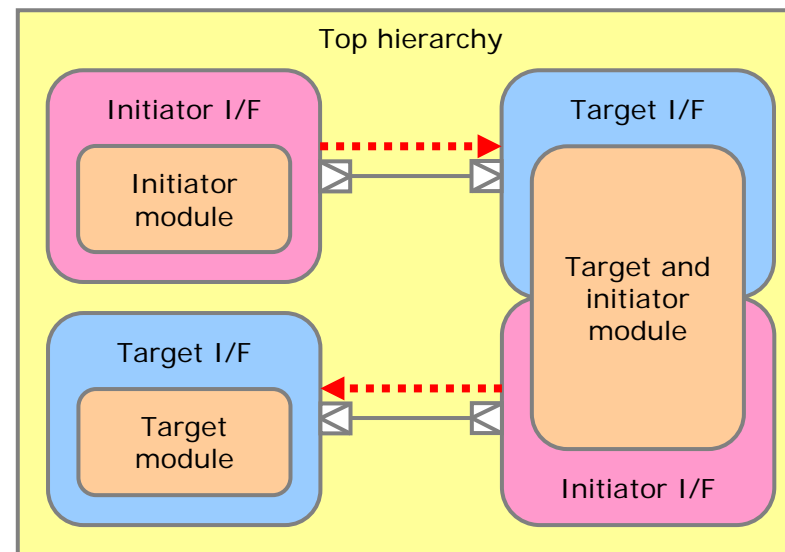 Top hierarchy
Initiator I/F
Target I/F
Initiator
module
Target and
initiator
module
Target I/F
Target
module
Initiator I/F